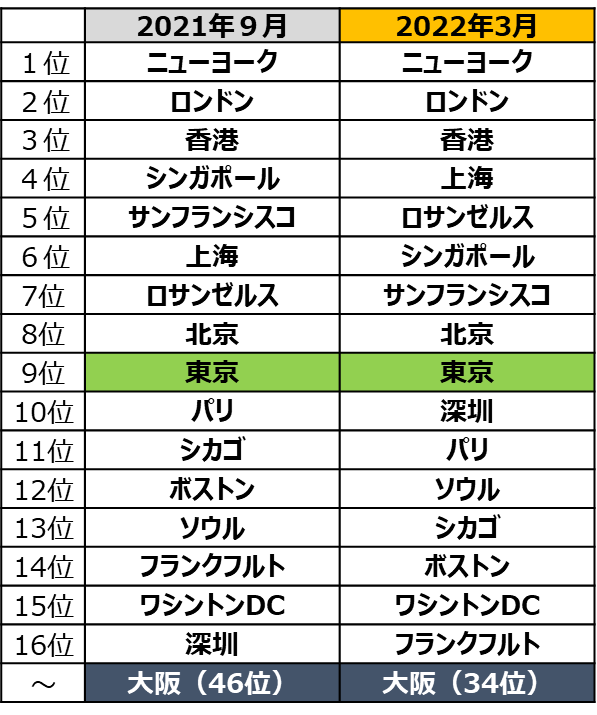 2021年９月 2022年3月
１位 ニューヨーク ニューヨーク
２位 ロンドン ロンドン
３位 香港 香港
４位 シンガポール 上海
５位 サンフランシスコ ロサンゼルス
６位 上海 シンガポール
7位 ロサンゼルス サンフランシスコ
8位 北京 北京
9位 東京 東京
10位 パリ 深圳
11位 シカゴ パリ
12位 ボストン ソウル
13位 ソウル シカゴ
14位 フランクフルト ボストン
15位 ワシントンDC ワシントンDC
16位 深圳 フランクフルト
～ 大阪（46位） 大阪（34位）